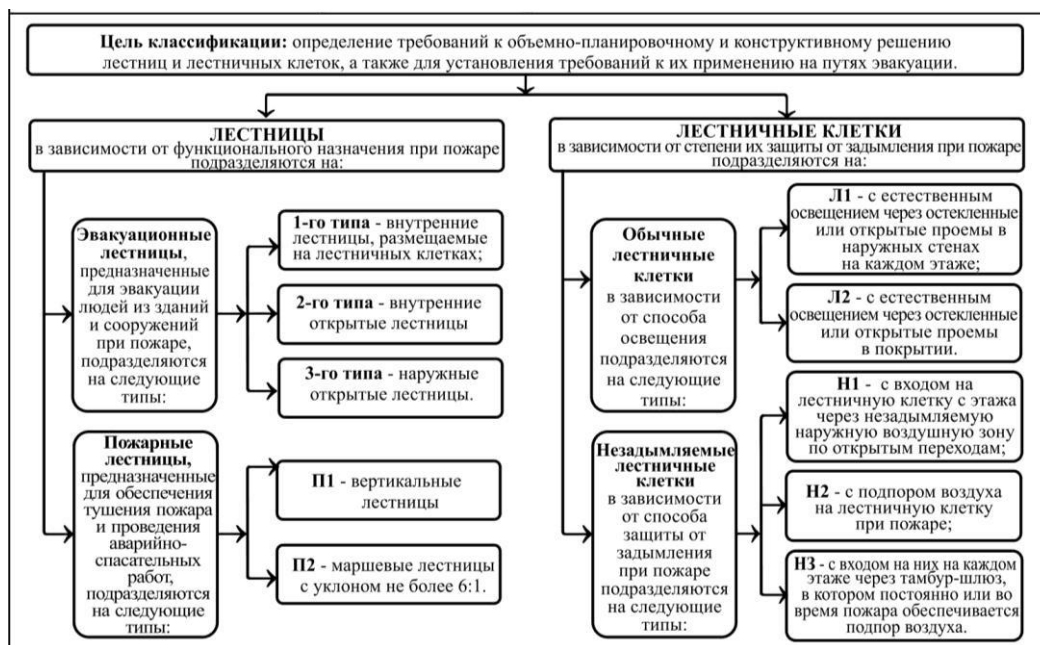 Цель классификации: определение требований к объемно-планировочному и конструктивному решению
лестниц и лестничных клеток, а также для установления требований к их применению на путях эвакуации.
ЛЕСТНИЦЫ
в зависимости от функционального назначения при пожаре
подразделяются на:
Эвакуационные
лестницы,
предназначенные
для эвакуации
людей из зданий
и сооружений
при пожаре,
подразделяются
на следующие
типы:
1-го типа - внутренние
лестницы, размещаемые
на лестничных клетках;
2-го типа - внутренние
открытые лестницы
3-го типа - наружные
открытые лестницы.
Пожарные
лестницы,
предназначенные
для обеспечения
тушения пожара
и проведения
аварийно-
спасательных
работ,
подразделяются
на следующие
типы:
П1 - вертикальные
лестницы
П2 - маршевые лестницы
с уклоном не более 6:1.
ЛЕСТНИЧНЫЕ КЛЕТКИ
в зависимости от степени их защиты от задымления при пожаре
подразделяются на:
Обычные
лестничные
клетки
в зависимости
от способа
освещения
подразделяются
на следующие
типы:
Л1 - с естественным
освещением через остекленные
или открытые проемы в
наружных стенах
на каждом этаже;
Л2 - с естественным
освещением через остекленные
или открытые проемы
в покрытии.
Незадымляемые
лестничные
клетки
в зависимости
от способа
защиты от
задымления
при пожаре
подразделяются
на следующие
типы:
Н1 - с входом на
лестничную клетку с этажа
через незадымляемую
наружную воздушную зону
по открытым переходам;
Н2 - с подпором воздуха
на лестничную клетку
при пожаре;
Н3 - с входом на них на каждом
этаже через тамбур-шлюз,
в котором постоянно или во
время пожара обеспечивается
подпор воздуха.